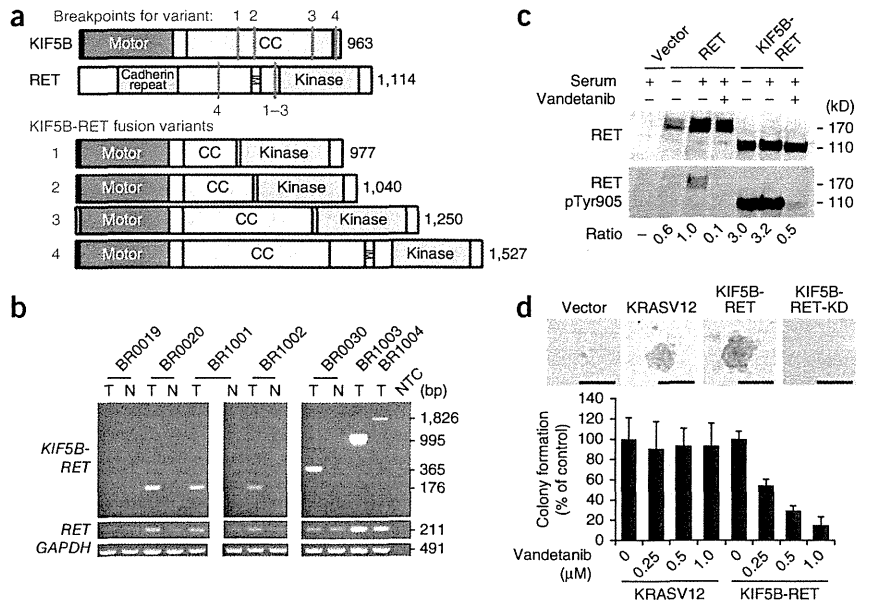 a
Breakpoints for variant: 1 2 3 4
KIF5B Motor CC 963
RET Cadherin repeat Kinase 1,114
4 1–3
KIF5B-RET fusion variants
1 Motor CC Kinase 977
2 Motor CC Kinase 1,040
3 Motor CC Kinase 1,250
4 Motor CC Kinase 1,527
b
BR0019 BR0020 BR1001 BR1002 BR0030 BR1003 BR1004
T N T N T N T N T T T NTC (bp)
KIF5B-RET
1,826
995
365
176
RET 211
GAPDH 491
c
Vector RET KIF5B-RET
Serum + – + + – + +
Vandetanib – – – + – – + (kD)
RET
170
110
RET pTyr905
170
110
Ratio – 0.6 1.0 0.1 3.0 3.2 0.5
d
Vector KRASV12 KIF5B-RET KIF5B-RET-KD
Colony formation (% of control)
140
120
100
80
60
40
20
0
Vandetanib (μM) 0 0.25 0.5 1.0 0 0.25 0.5 1.0
KRASV12 KIF5B-RET